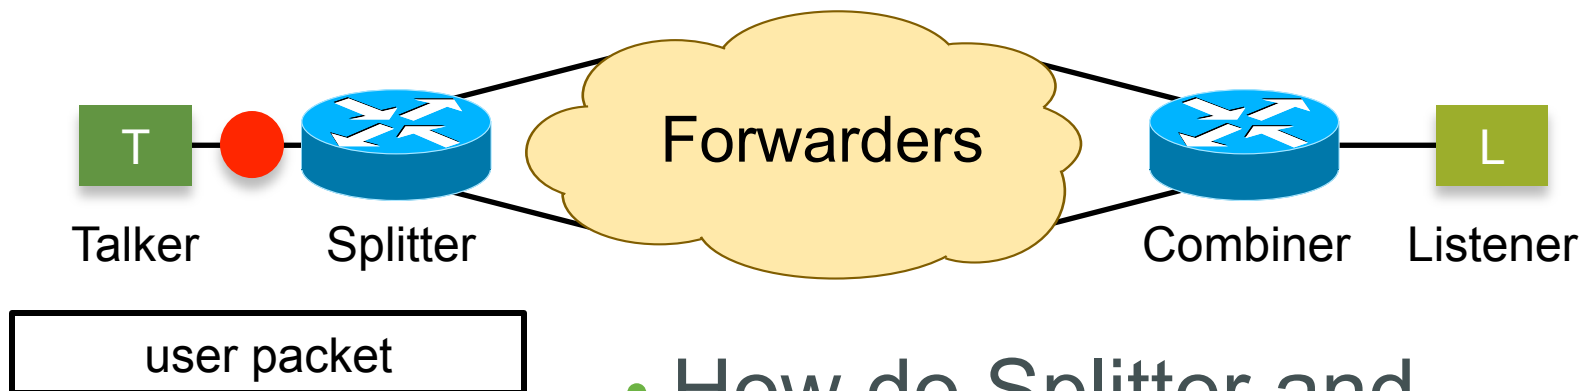 Forwarders
T
L
Talker
Splitter
Combiner
Listener
user packet
• How do Splitter and